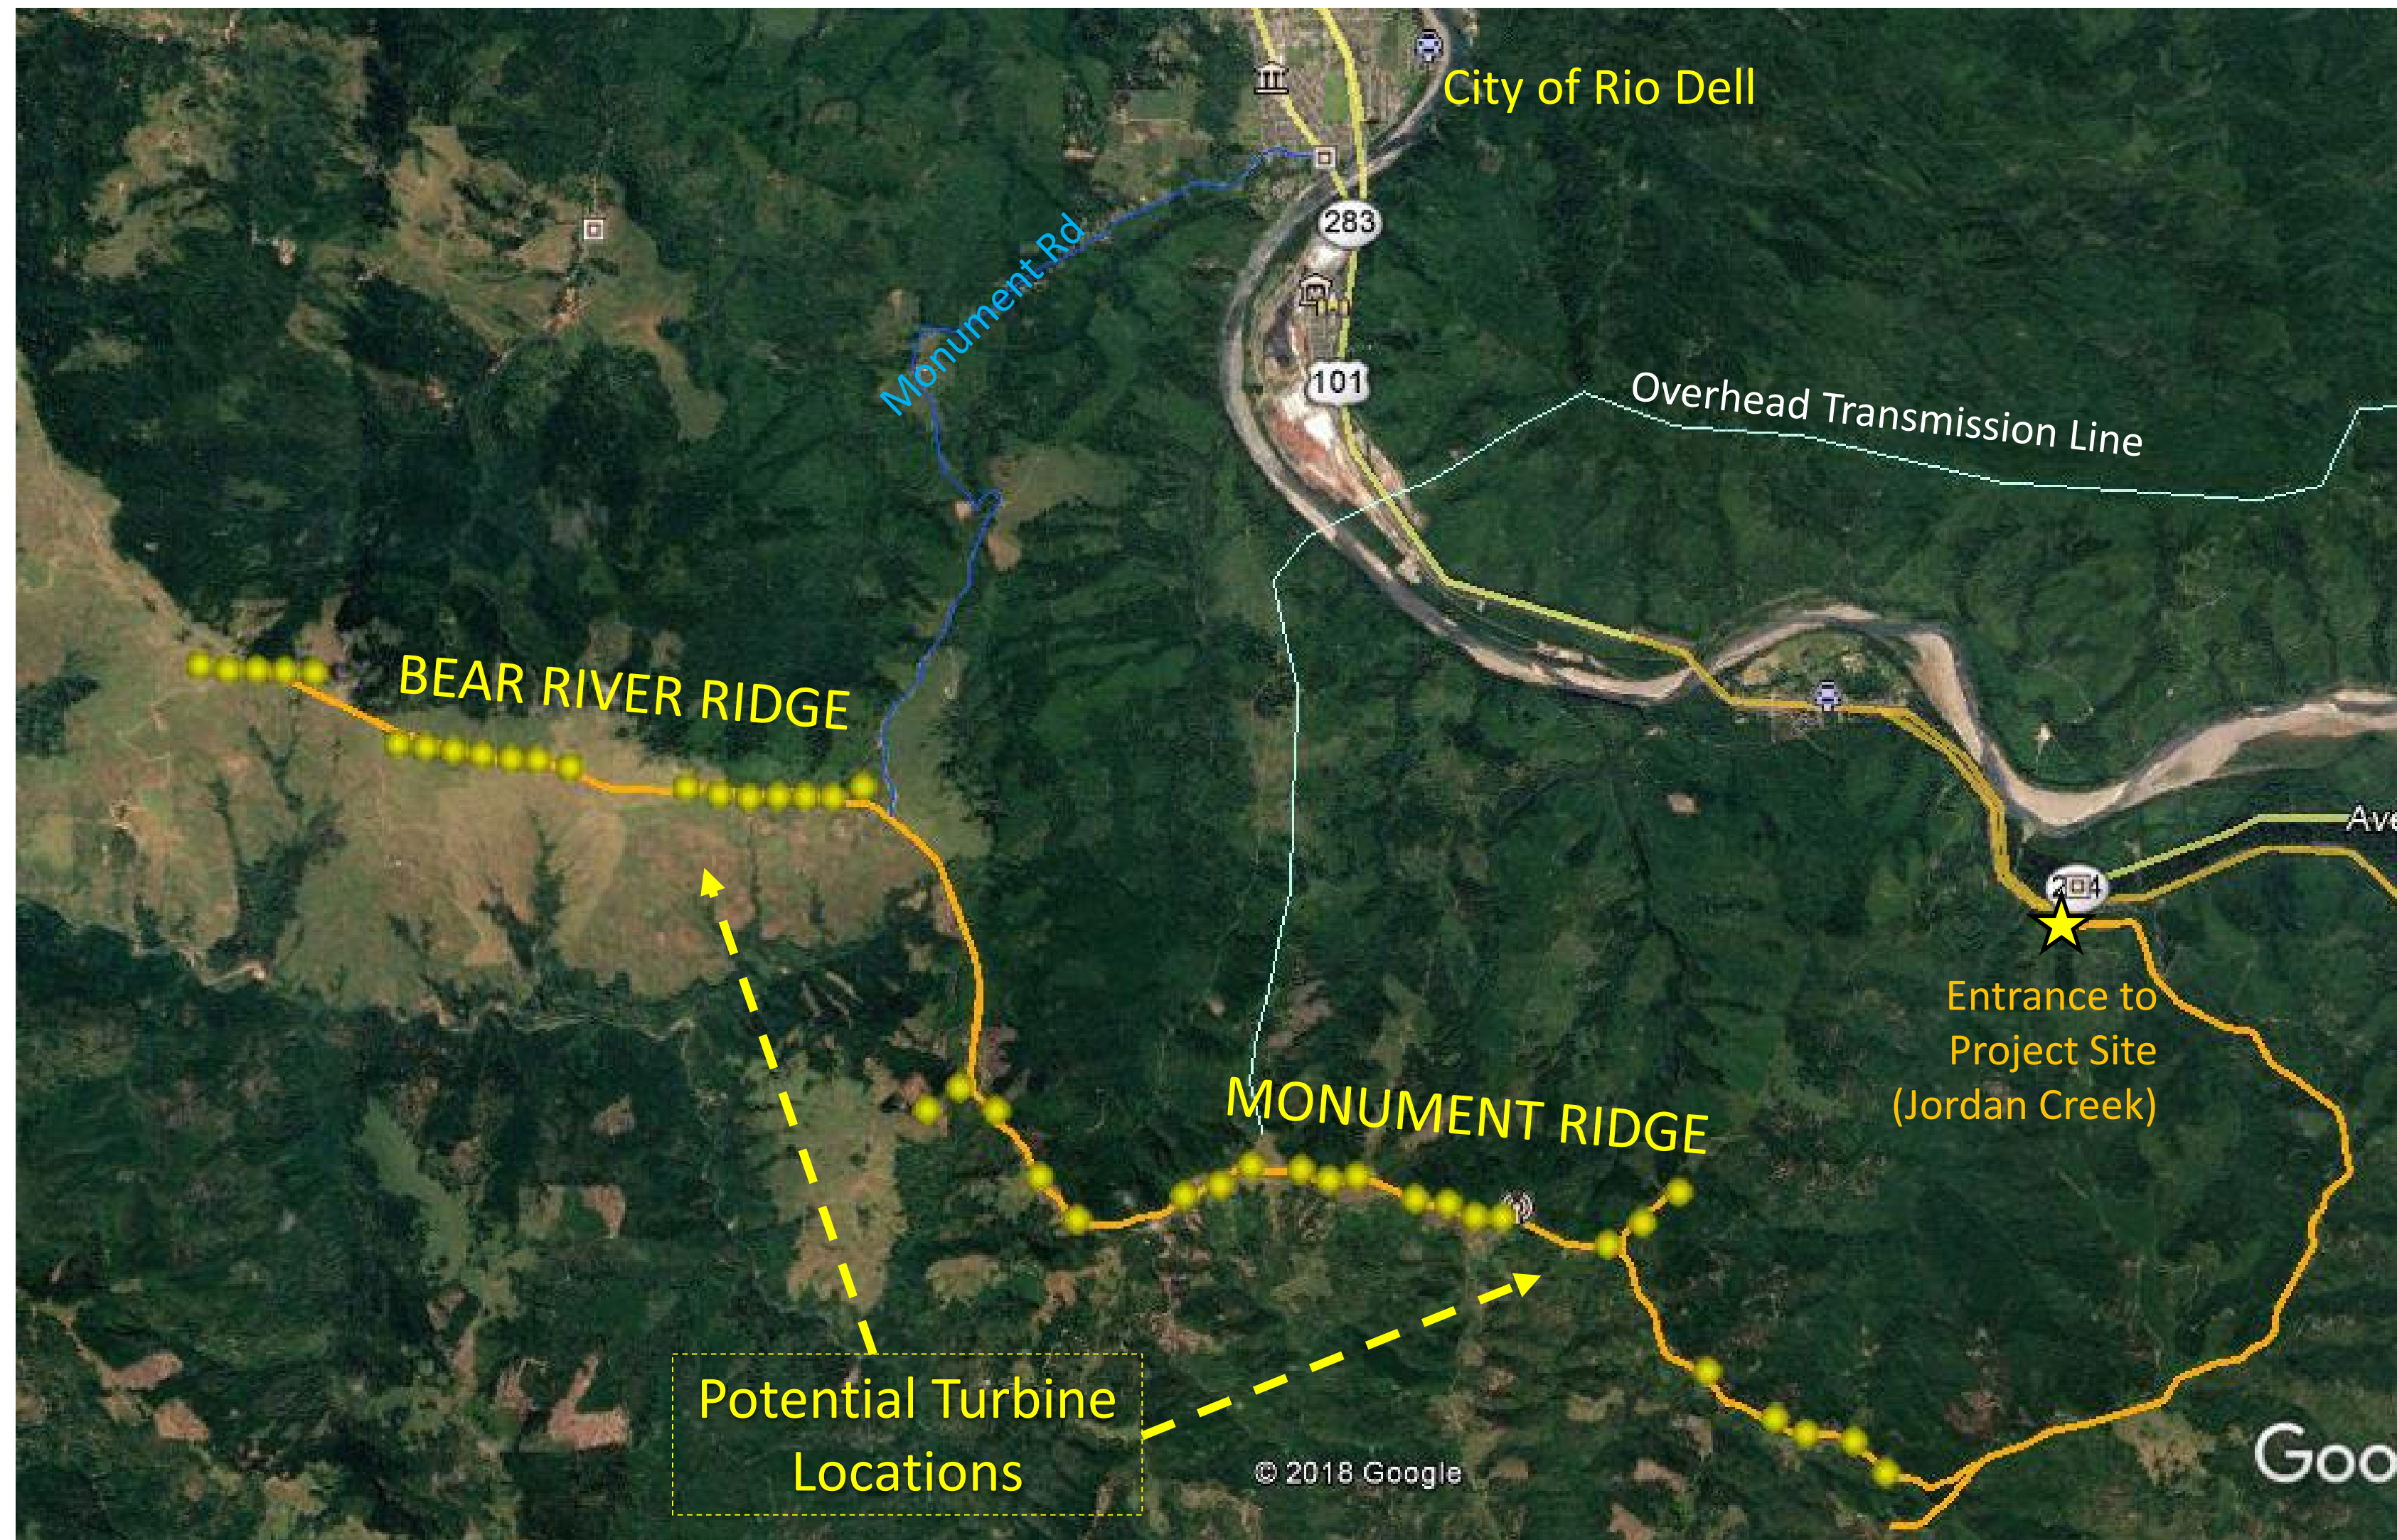 City of Rio Dell
283
Monument Rd
101
Overhead Transmission Line
BEAR RIVER RIDGE
Ave
Entrance to
Project Site
(Jordan Creek)
MONUMENT RIDGE
Potential Turbine
Locations
© 2018 Google
Goo